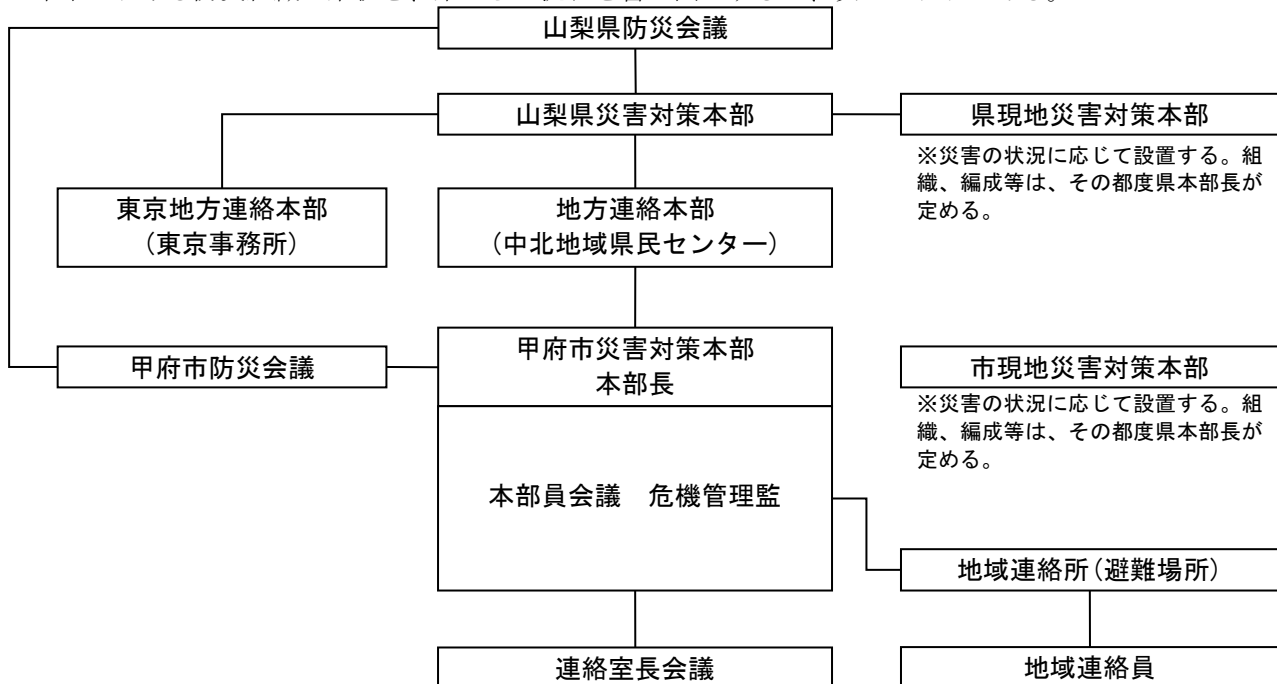 山梨県防災会議
山梨県災害対策本部
県現地災害対策本部
※災害の状況に応じて設置する。組
織、編成等は、その都度県本部長が
定める。
東京地方連絡本部
（東京事務所）
地方連絡本部
（中北地域県民センター）
甲府市防災会議
甲府市災害対策本部
本部長
市現地災害対策本部
※災害の状況に応じて設置する。組
織、編成等は、その都度県本部長が
定める。
本部員会議　危機管理監
地域連絡所（避難場所）
連絡室長会議
地域連絡員